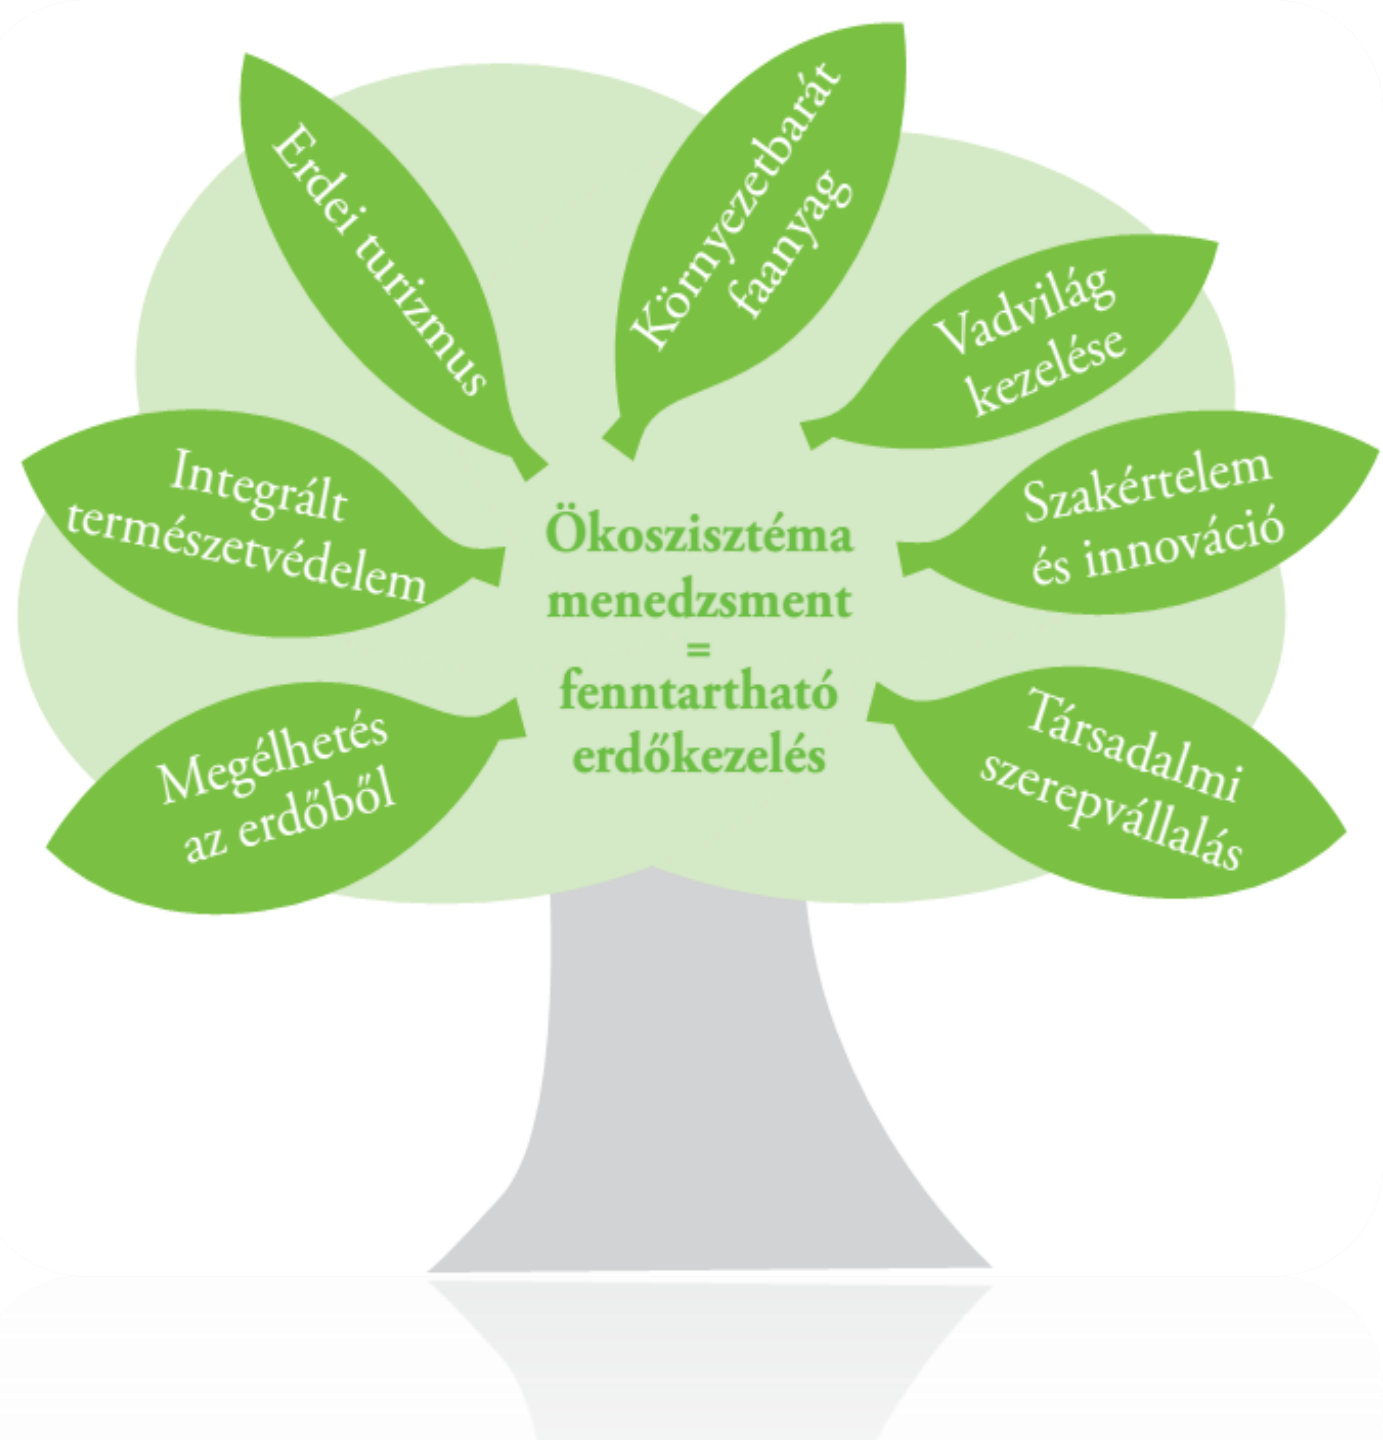 Erdei turizmus
Környezetbarát
faanyag
Vadvilág
kezelése
Integrált
természetvédelem
Szakértelem
és innováció
Ökoszisztéma
menedzsment
=
fenntartható
erdőkezelés
Megélhetés
az erdőből
Társadalmi
szerepvállalás